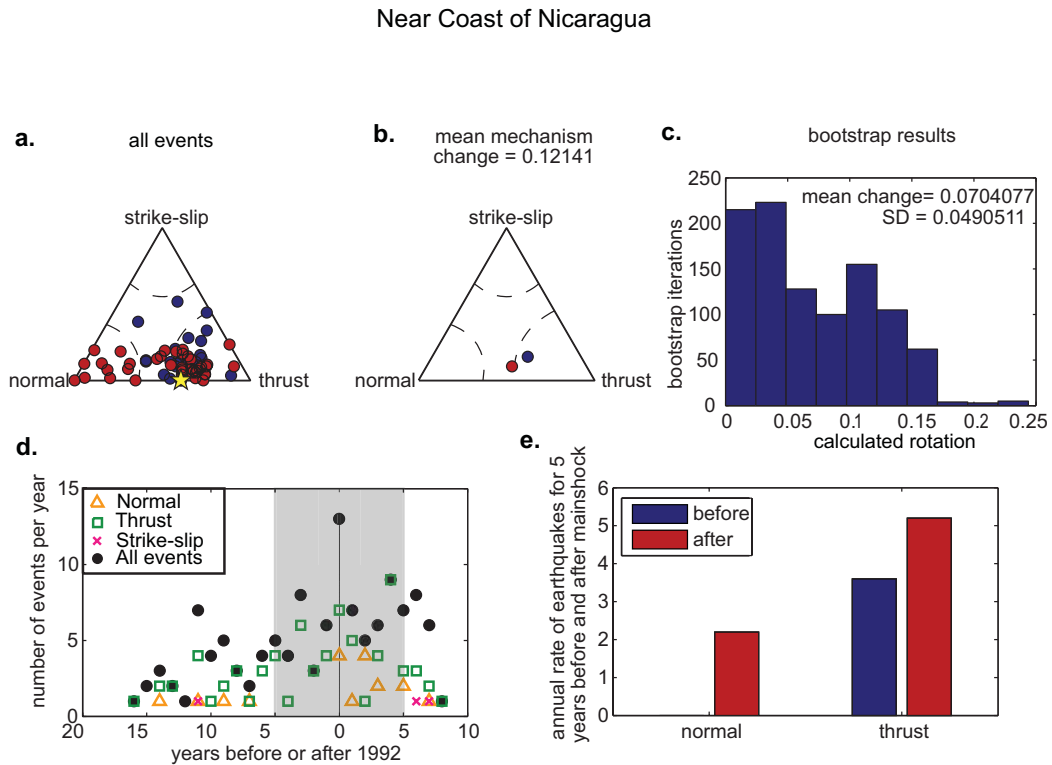 Near Coast of Nicaragua
a.
all events
strike-slip
normal
thrust
b.
mean mechanism
change = 0.12141
strike-slip
normal
thrust
c.
bootstrap results
mean change= 0.0704077
SD = 0.0490511
bootstrap iterations
250
200
150
100
50
0
0
0.05
0.1
0.15
0.2
0.25
calculated rotation
d.
number of events per year
15
10
5
0
Normal
Thrust
Strike-slip
All events
20
15
10
5
0
5
10
years before or after 1992
e.
annual rate of earthquakes for 5
years before and after mainshock
6
5
4
3
2
1
0
before
after
normal
thrust